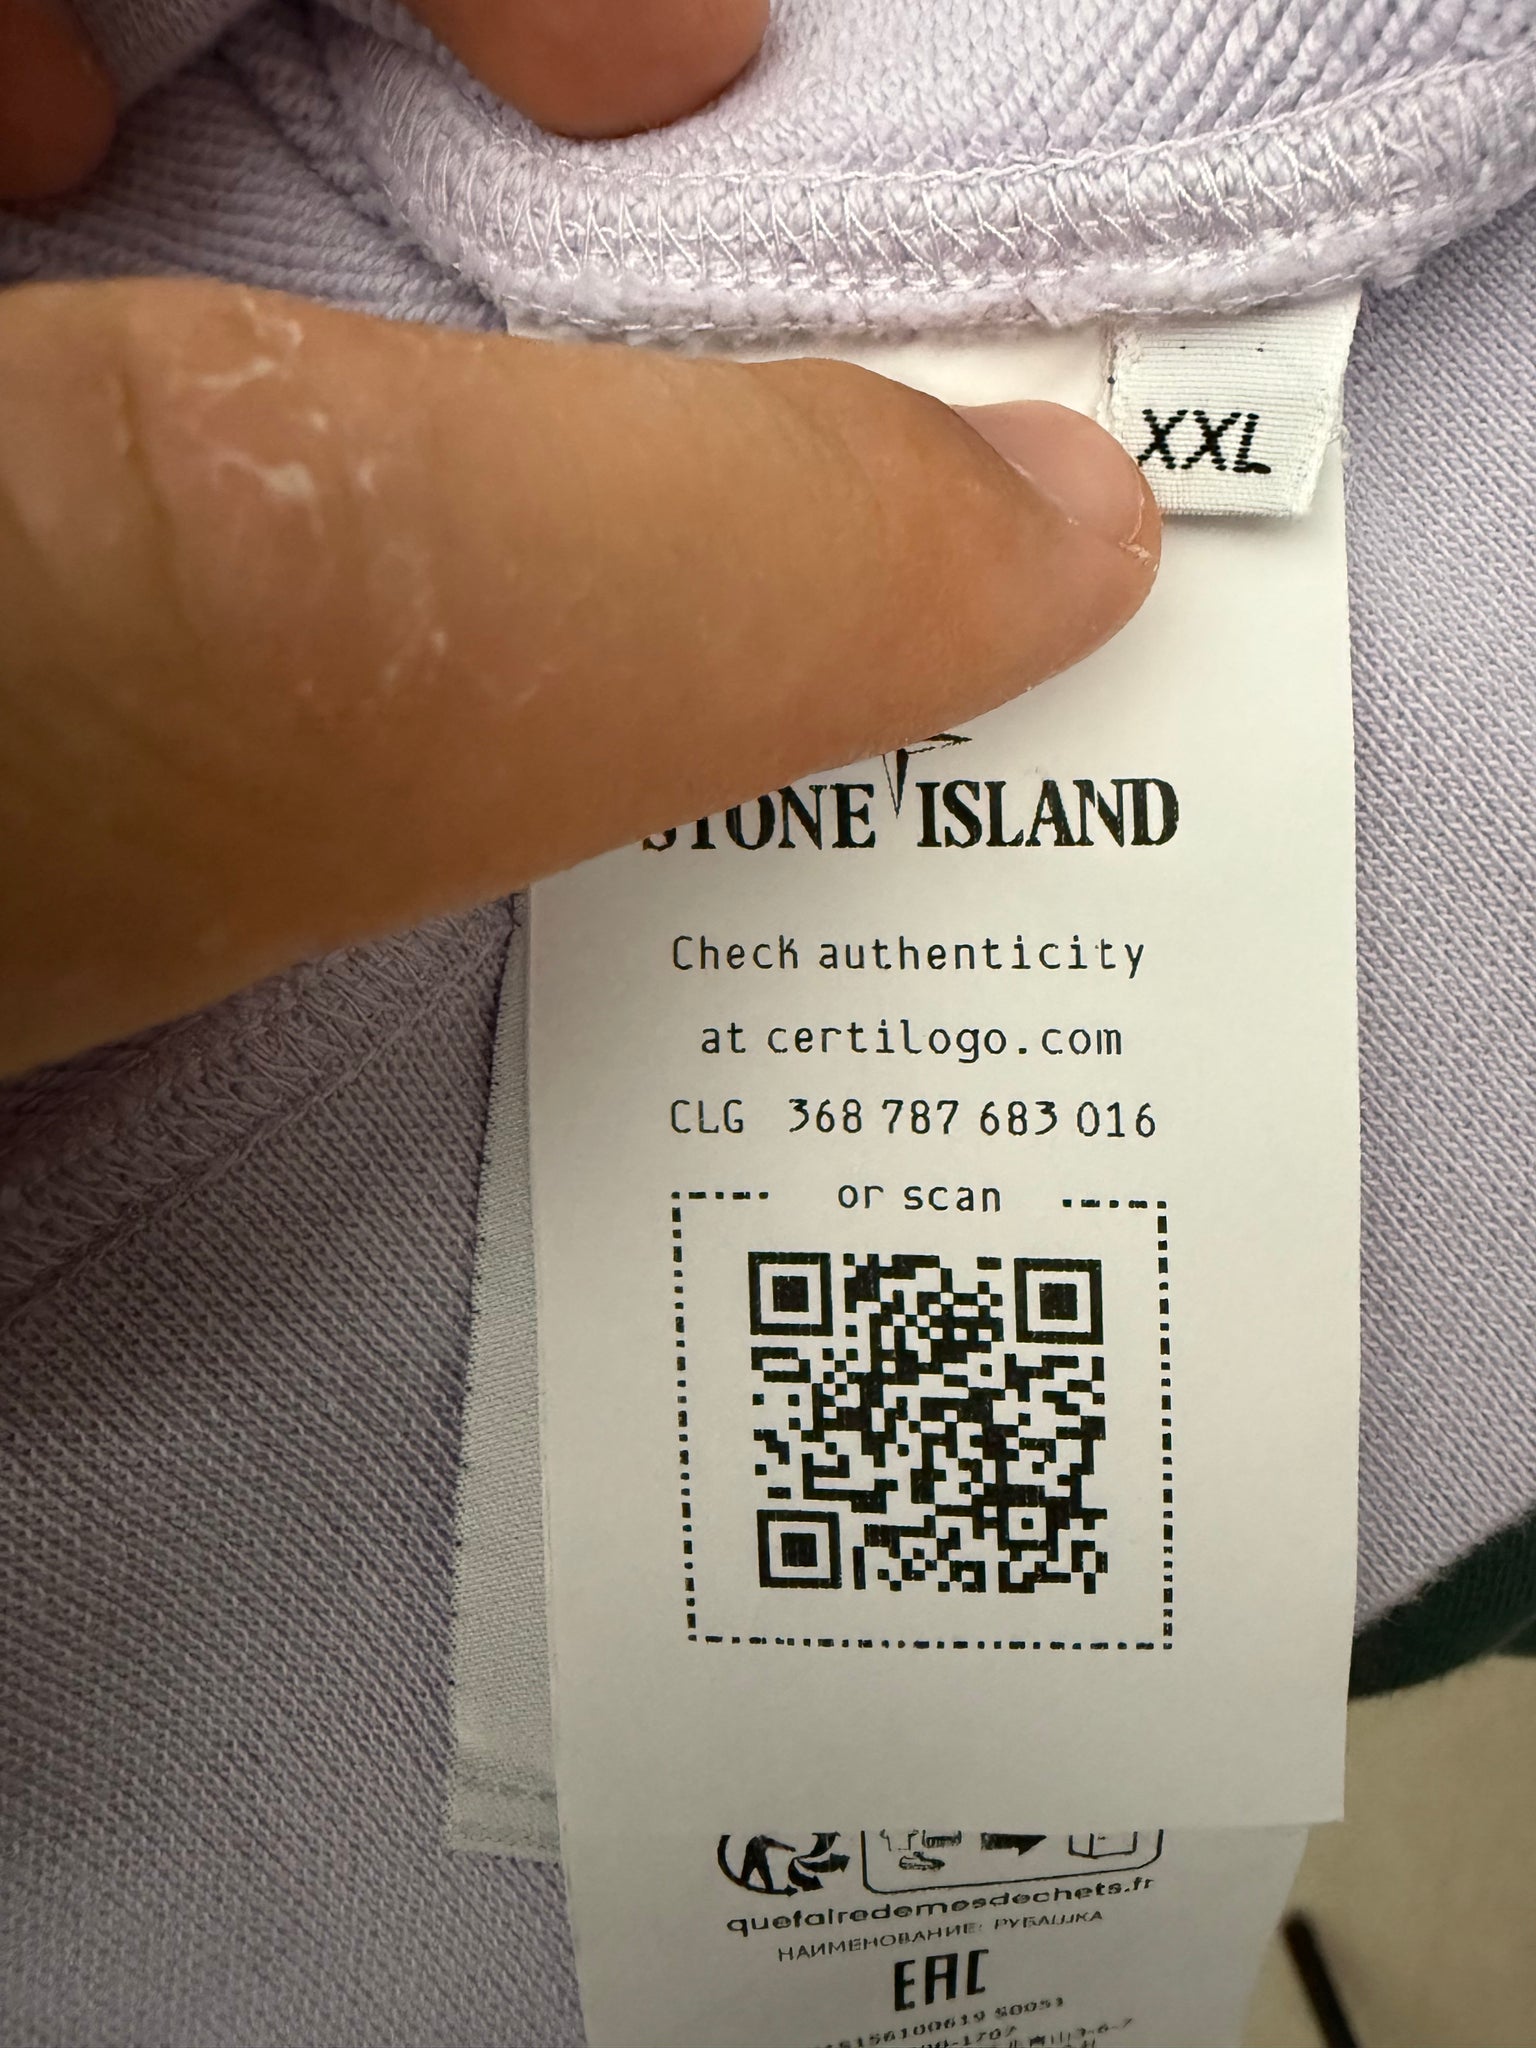 XXL
STONE ISLAND
Check authenticity
at certilogo.com
CLG 368 787 683 016
or scan
quefairedemesdechets.fr
НАИМЕНОВАНИЕ: РУБАШКА
EAC